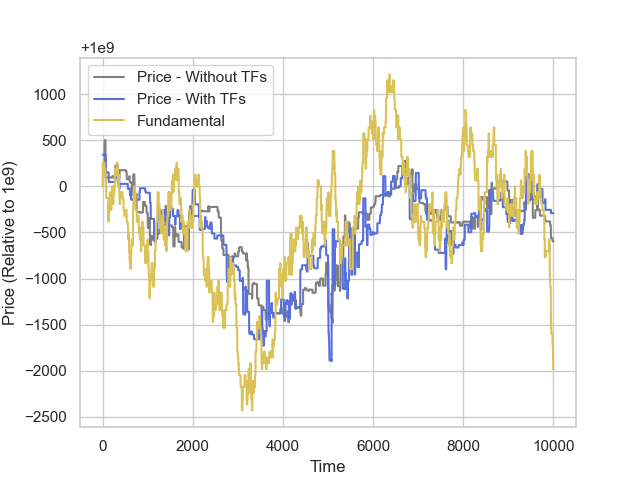 +1e9
Price - Without TFs
Price - With TFs
Fundamental
1000
500
0
−500
−1000
−1500
−2000
−2500
Price (Relative to 1e9)
0 2000 4000 6000 8000 10000
Time